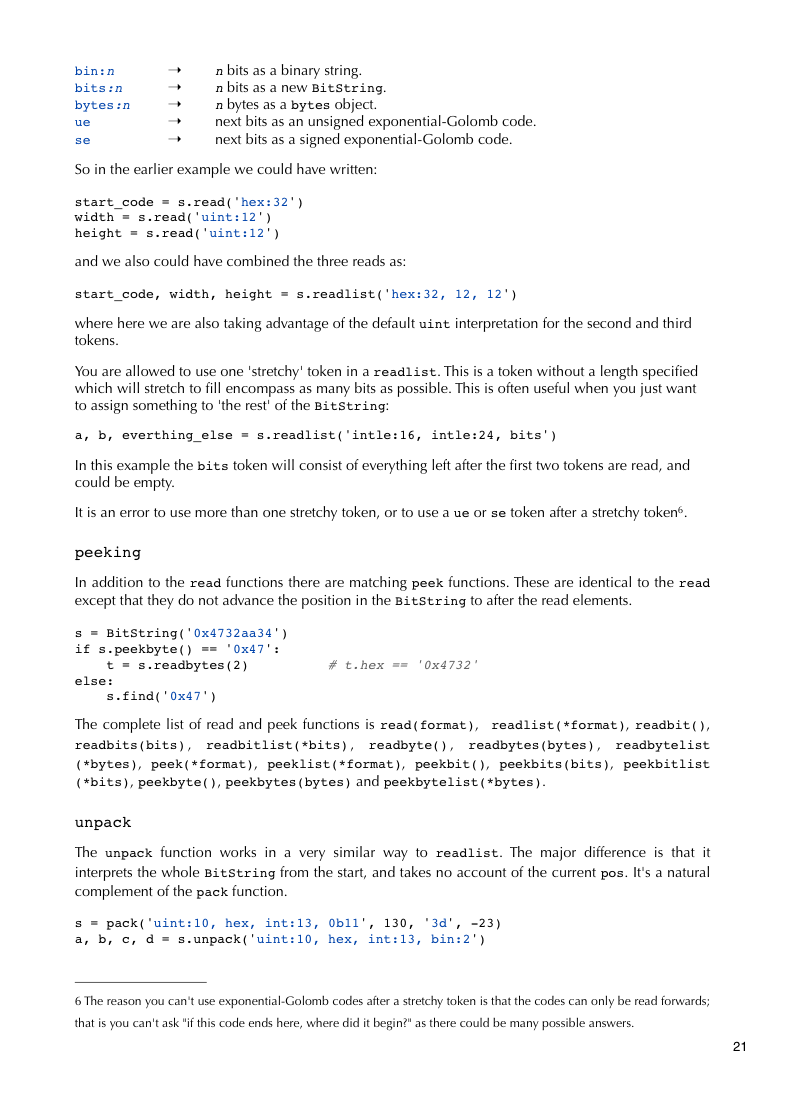 bin:n → n bits as a binary string.
bits:n → n bits as a new BitString.
bytes:n → n bytes as a bytes object.
ue → next bits as an unsigned exponential-Golomb code.
se → next bits as a signed exponential-Golomb code.
So in the earlier example we could have written:
start_code = s.read('hex:32')
width = s.read('uint:12')
height = s.read('uint:12')
and we also could have combined the three reads as:
start_code, width, height = s.readlist('hex:32, 12, 12')
where here we are also taking advantage of the default uint interpretation for the second and third
tokens.
You are allowed to use one 'stretchy' token in a readlist. This is a token without a length specified
which will stretch to fill encompass as many bits as possible. This is often useful when you just want
to assign something to 'the rest' of the BitString:
a, b, everthing_else = s.readlist('intle:16, intle:24, bits')
In this example the bits token will consist of everything left after the first two tokens are read, and
could be empty.
It is an error to use more than one stretchy token, or to use a ue or se token after a stretchy token6.
peeking
In addition to the read functions there are matching peek functions. These are identical to the read
except that they do not advance the position in the BitString to after the read elements.
s = BitString('0x4732aa34')
if s.peekbyte() == '0x47':
    t = s.readbytes(2) # t.hex == '0x4732'
else:
    s.find('0x47')
The complete list of read and peek functions is read(format), readlist(*format), readbit(),
readbits(bits), readbitlist(*bits), readbyte(), readbytes(bytes), readbytelist
(*bytes), peek(*format), peeklist(*format), peekbit(), peekbits(bits), peekbitlist
(*bits), peekbyte(), peekbytes(bytes) and peekbytelist(*bytes).
unpack
The unpack function works in a very similar way to readlist. The major difference is that it
interprets the whole BitString from the start, and takes no account of the current pos. It's a natural
complement of the pack function.
s = pack('uint:10, hex, int:13, 0b11', 130, '3d', -23)
a, b, c, d = s.unpack('uint:10, hex, int:13, bin:2')
6 The reason you can't use exponential-Golomb codes after a stretchy token is that the codes can only be read forwards;
that is you can't ask "if this code ends here, where did it begin?" as there could be many possible answers.
21